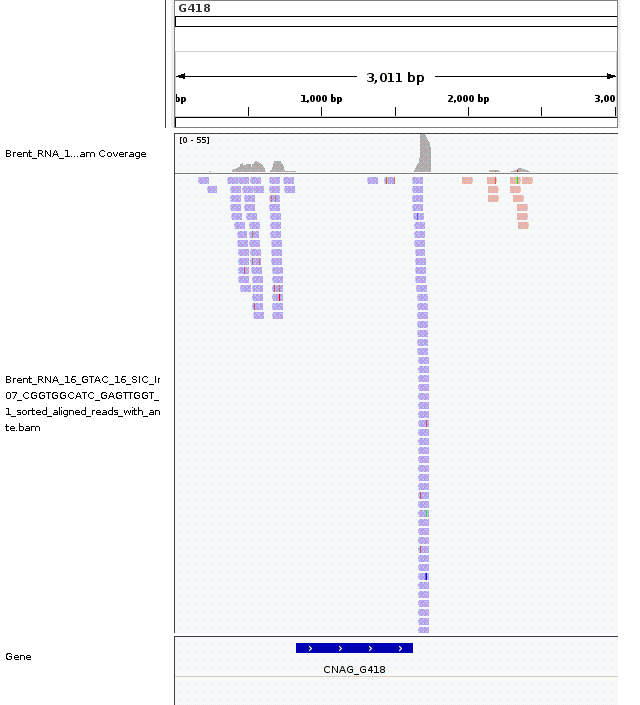 G418
3,011 bp
bp 1,000 bp 2,000 bp 3,00
[0 - 55]
Brent_RNA_1...am Coverage
Brent_RNA_16_GTAC_16_SIC_Ir
07_CGGTGGCATC_GAGTTGGT_
1_sorted_aligned_reads_with_an
te.bam
Gene
CNAG_G418